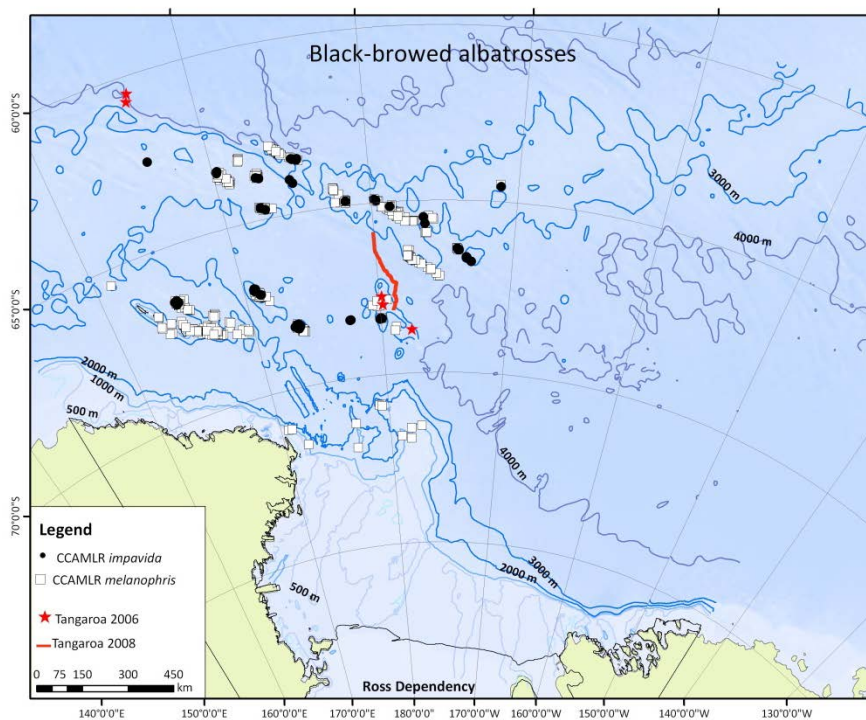 Black-browed albatrosses
60°0'0"S
65°0'0"S
70°0'0"S
3000 m
4000 m
2000 m
1000 m
500 m
4000 m
3000 m
2000 m
500 m
Legend
CCAMLR impavida
CCAMLR melanophris
Tangaroa 2006
Tangaroa 2008
0 75 150 300 450
km
Ross Dependency
140°0'0"E 150°0'0"E 160°0'0"E 170°0'0"E 180°0'0" 170°0'0"W 160°0'0"W 150°0'0"W 140°0'0"W 130°0'0"W